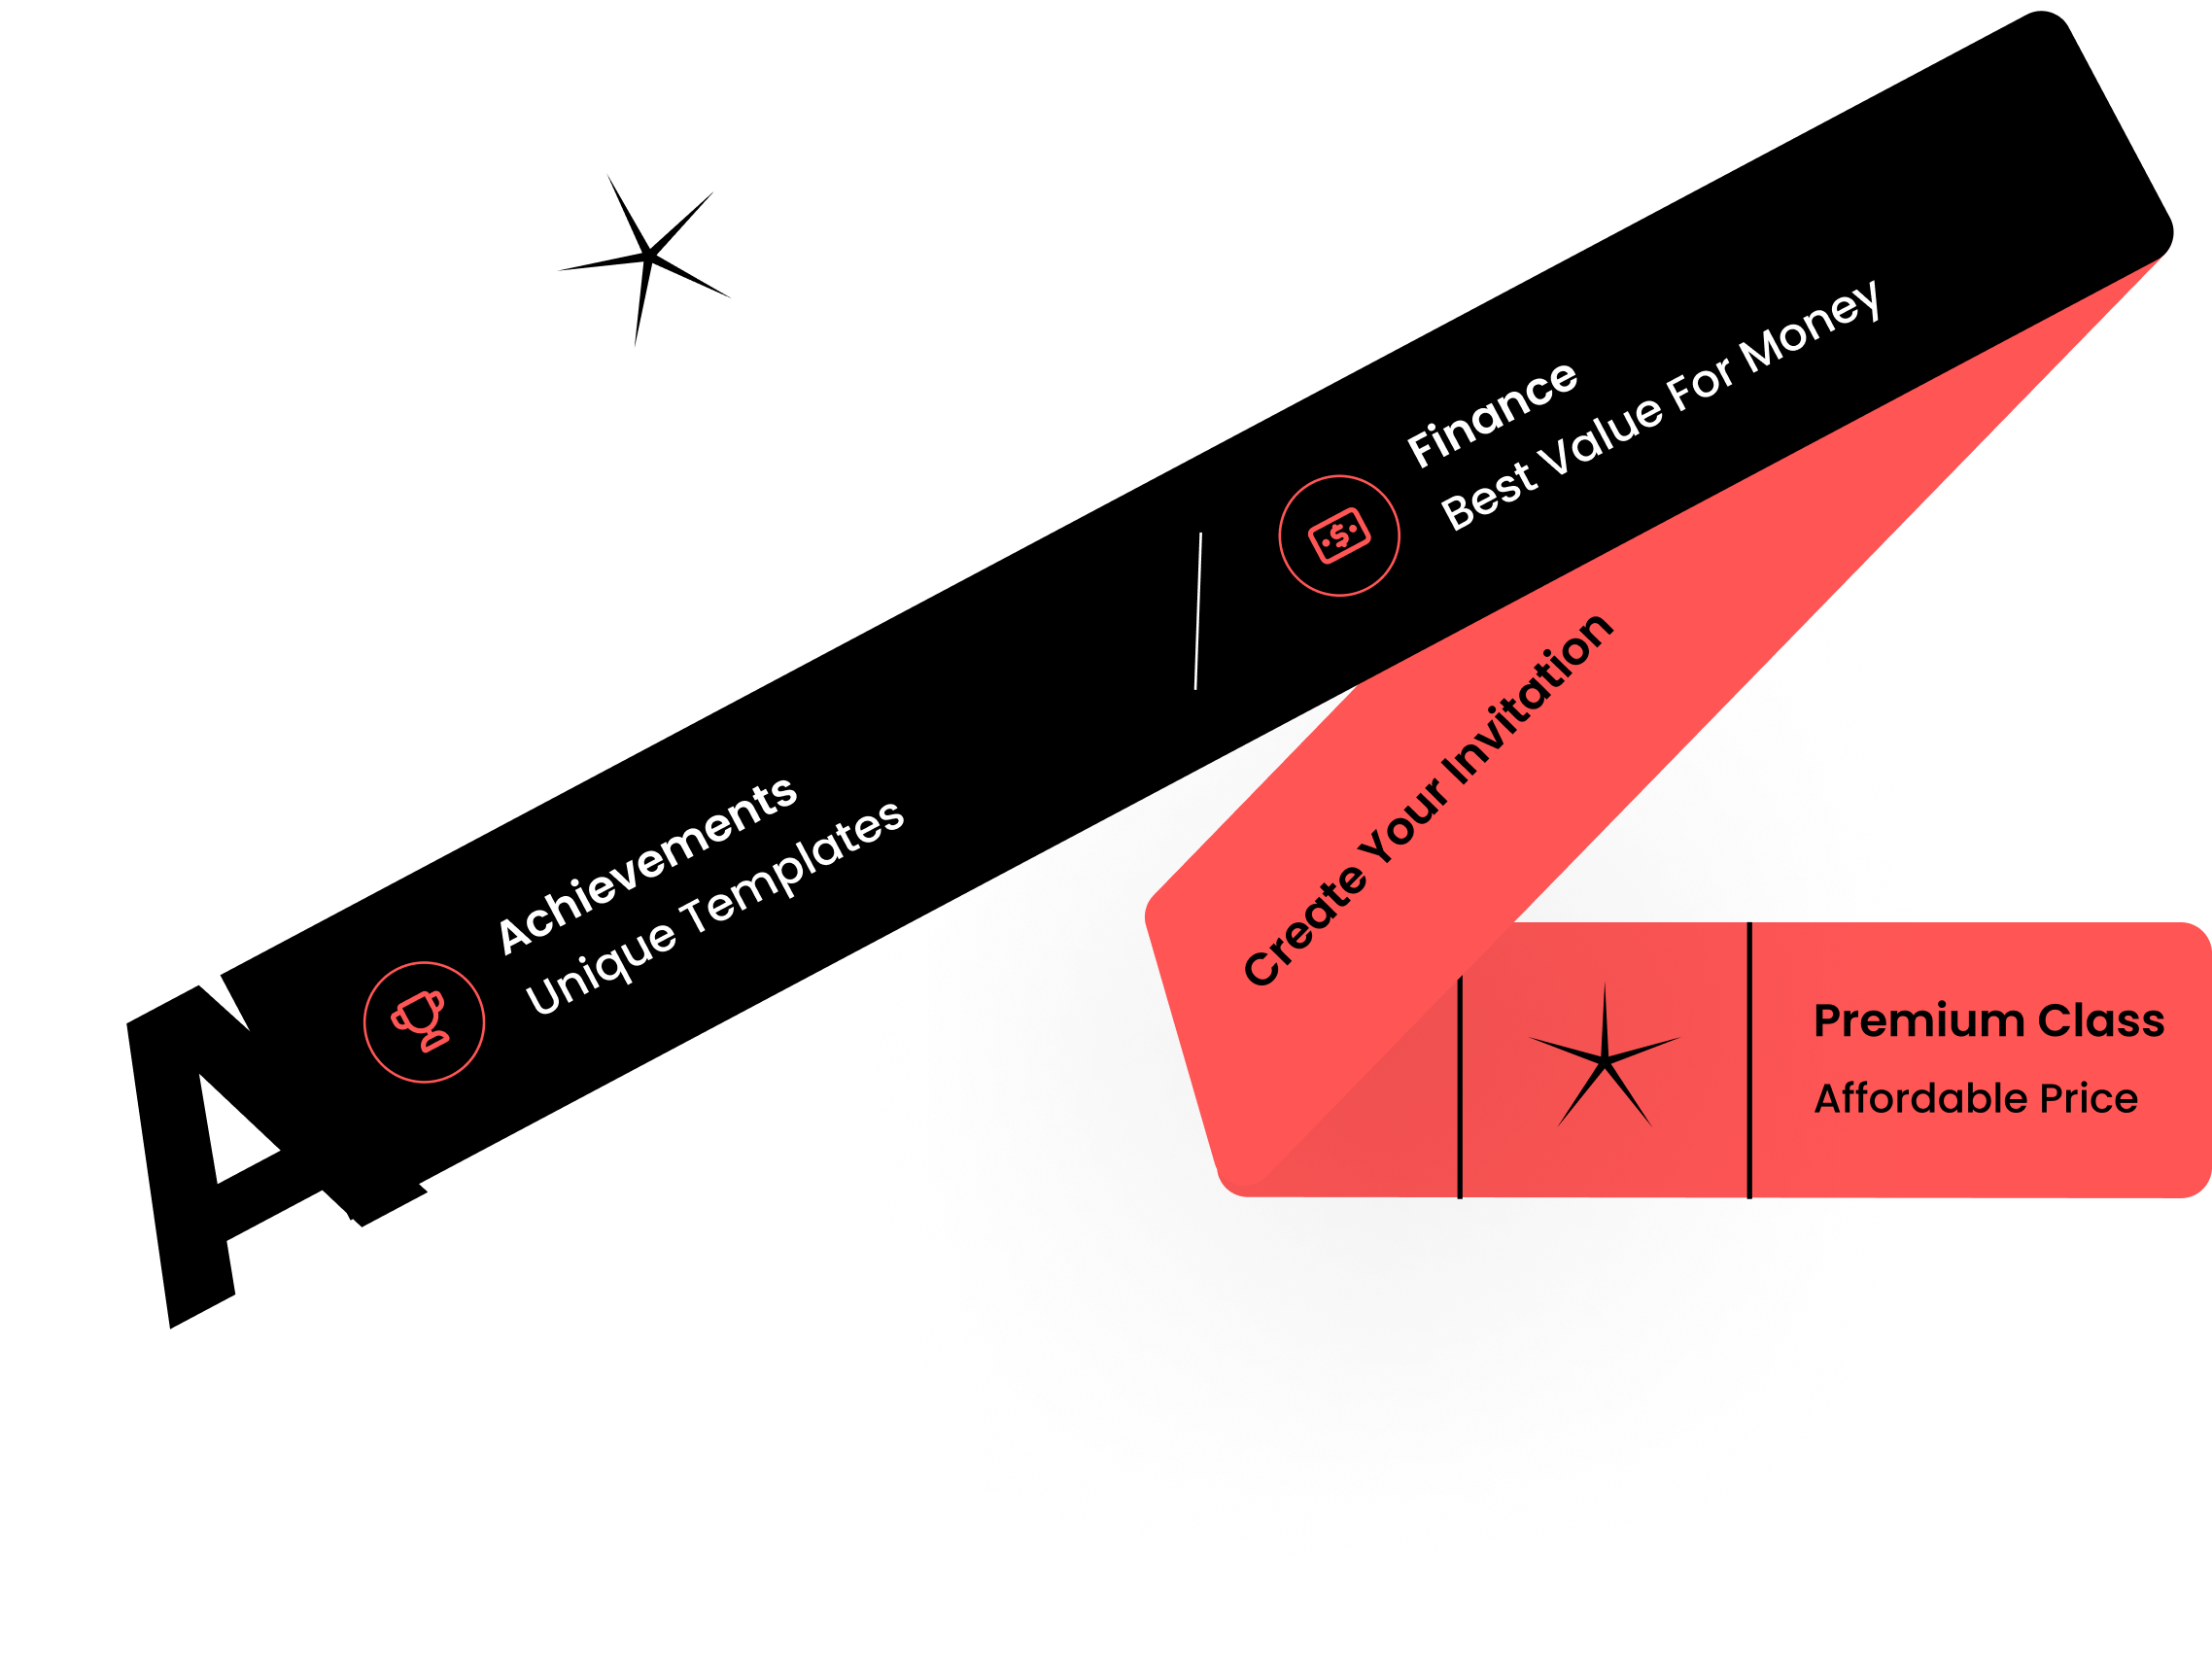 Finance
Best Value For Money
Achievements
Unique Templates
Create Your Invitation
Premium Class
Affordable Price
A